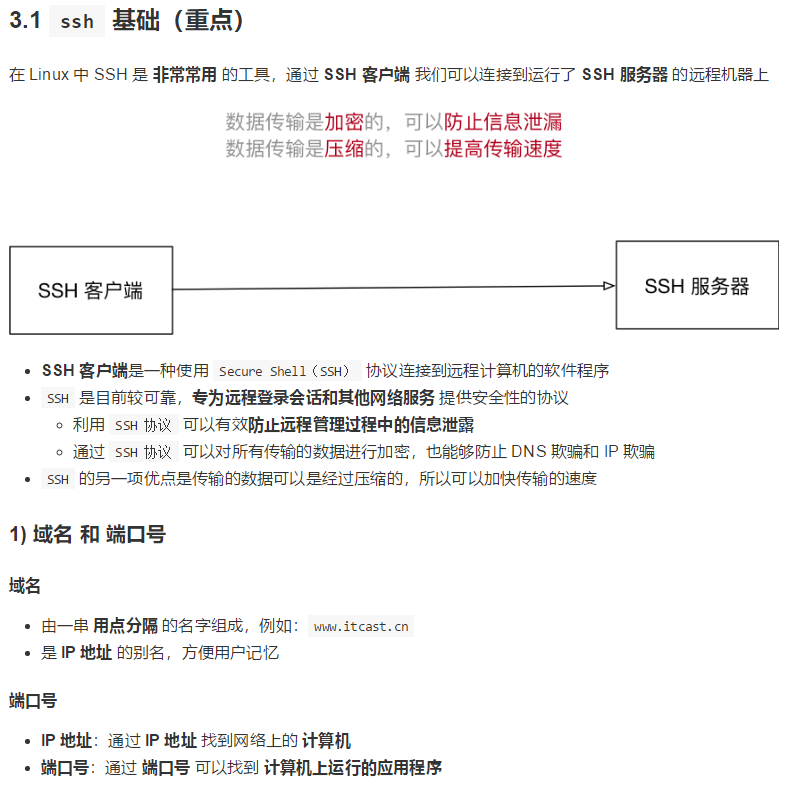 3.1 ssh 基础（重点）
在 Linux 中 SSH 是 非常常用 的工具，通过 SSH 客户端 我们可以连接到运行了 SSH 服务器 的远程机器上
数据传输是加密的，可以防止信息泄漏
数据传输是压缩的，可以提高传输速度
SSH 客户端
SSH 服务器
SSH 客户端是一种使用 Secure Shell（SSH） 协议连接到远程计算机的软件程序
SSH 是目前较可靠，专为远程登录会话和其他网络服务 提供安全性的协议
利用 SSH 协议 可以有效防止远程管理过程中的信息泄露
通过 SSH 协议 可以对所有传输的数据进行加密，也能够防止 DNS 欺骗和 IP 欺骗
SSH 的另一项优点是传输的数据可以是经过压缩的，所以可以加快传输的速度
1) 域名 和 端口号
域名
由一串 用点分隔 的名字组成，例如： www.itcast.cn
是 IP 地址 的别名，方便用户记忆
端口号
IP 地址：通过 IP 地址 找到网络上的 计算机
端口号：通过 端口号 可以找到 计算机上运行的应用程序